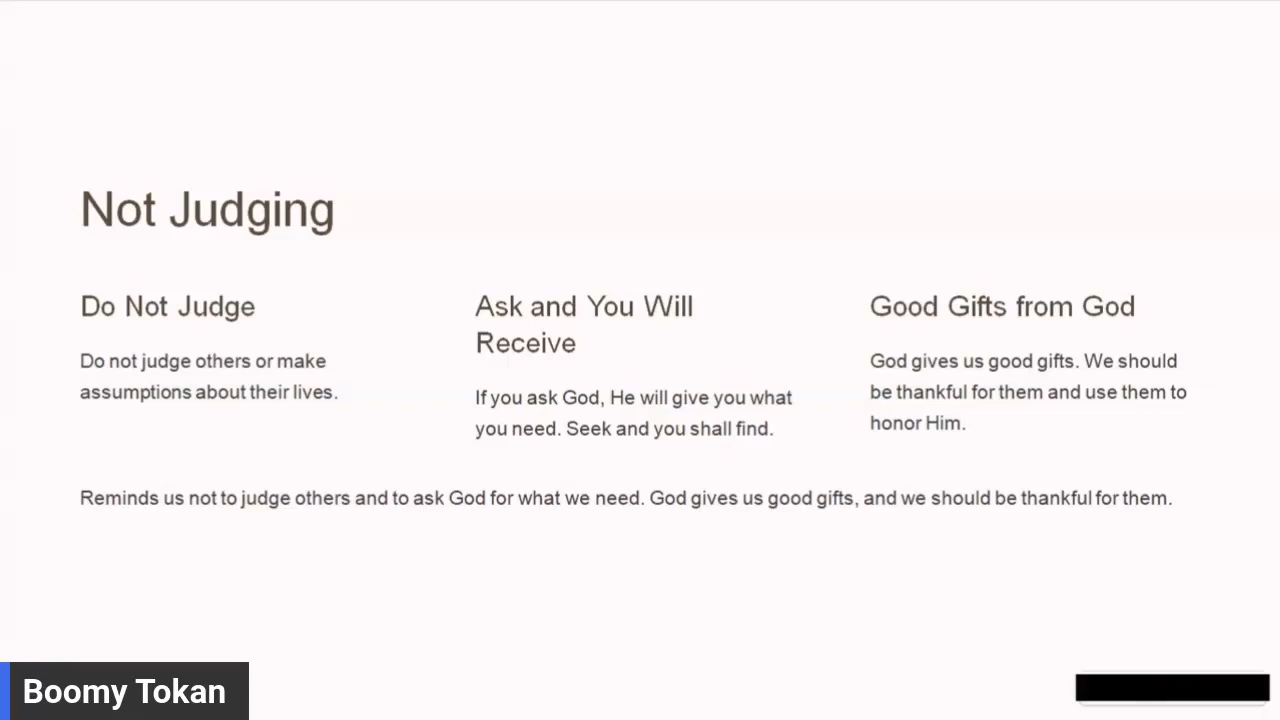 Not Judging
Do Not Judge
Do not judge others or make
assumptions about their lives.
Ask and You Will
Receive
If you ask God, He will give you what
you need. Seek and you shall find.
Good Gifts from God
God gives us good gifts. We should
be thankful for them and use them to
honor Him.
Reminds us not to judge others and to ask God for what we need. God gives us good gifts, and we should be thankful for them.
Boomy Tokan